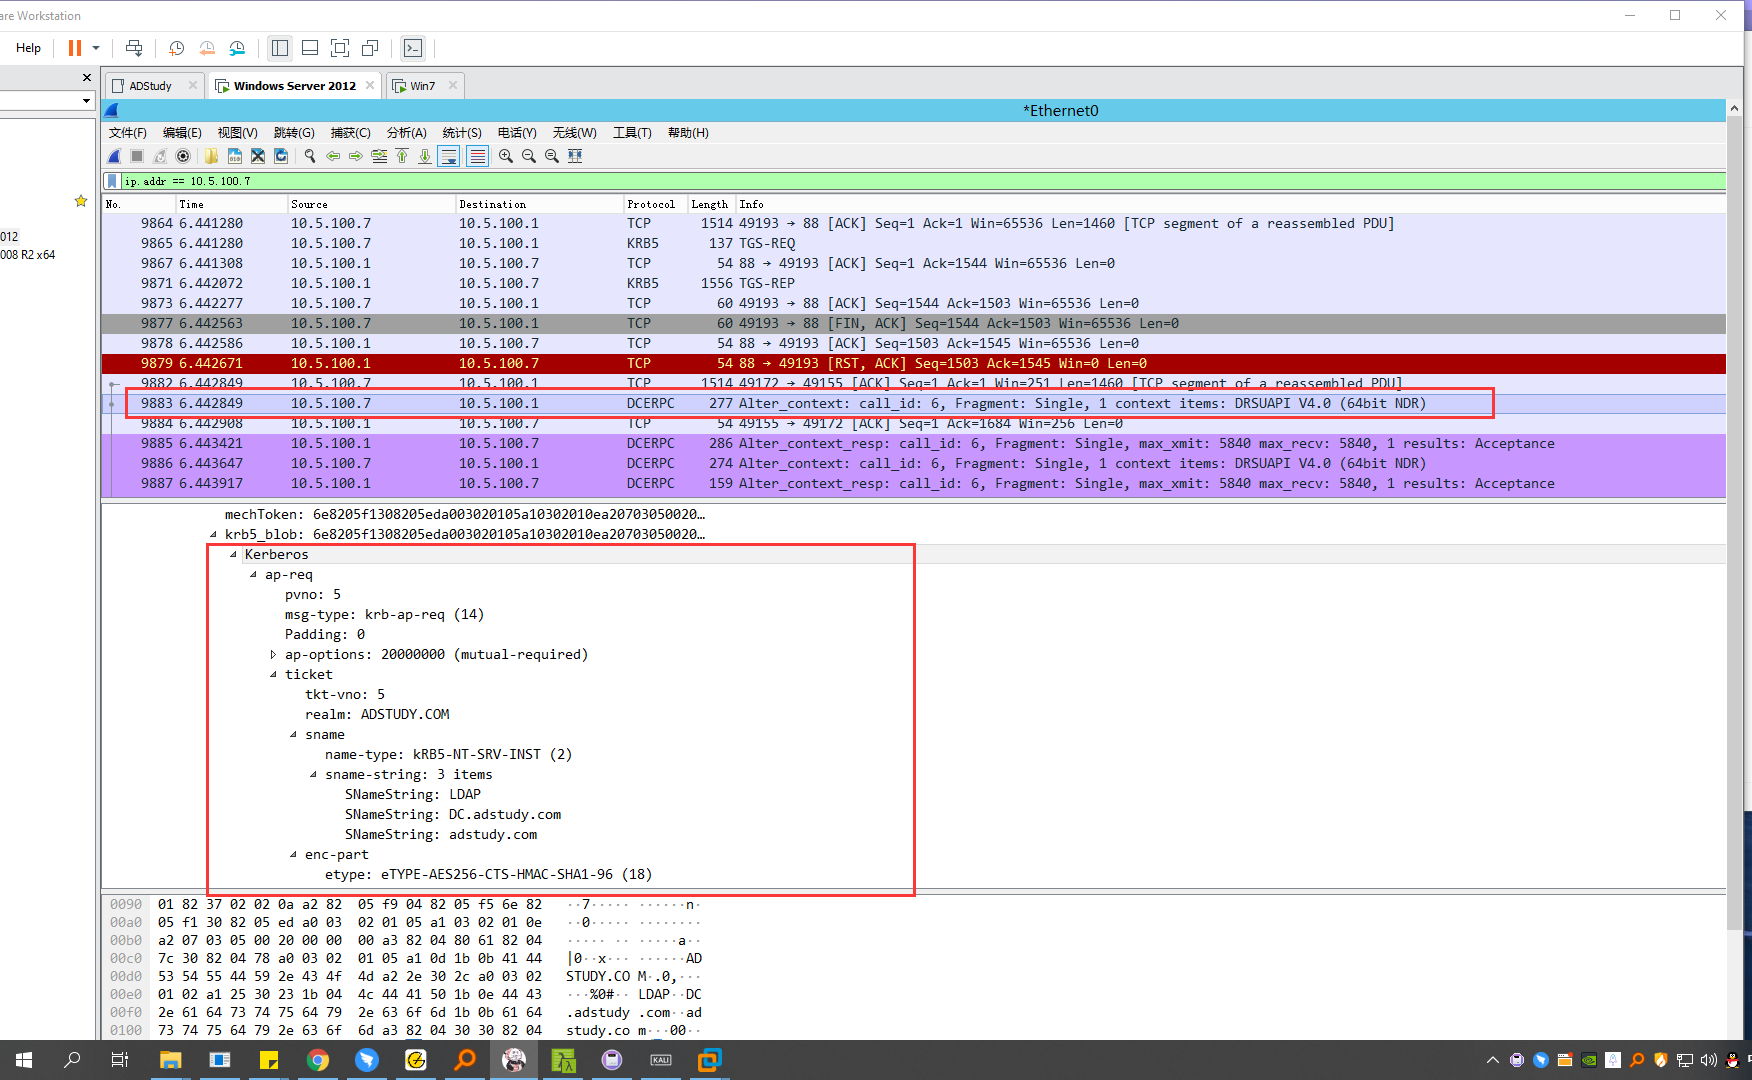 are Workstation
Help
ADStudy
Windows Server 2012
Win7
*Ethernet0
文件(F) 编辑(E) 视图(V) 跳转(G) 捕获(C) 分析(A) 统计(S) 电话(Y) 无线(W) 工具(T) 帮助(H)
ip.addr == 10.5.100.7
012
008 R2 x64
No. Time Source Destination Protocol Length Info
9864 6.441280 10.5.100.7 10.5.100.1 TCP 1514 49193 → 88 [ACK] Seq=1 Ack=1 Win=65536 Len=1460 [TCP segment of a reassembled PDU]
9865 6.441280 10.5.100.7 10.5.100.1 KRB5 137 TGS-REQ
9867 6.441308 10.5.100.1 10.5.100.7 TCP 54 88 → 49193 [ACK] Seq=1 Ack=1544 Win=65536 Len=0
9871 6.442072 10.5.100.1 10.5.100.7 KRB5 1556 TGS-REP
9873 6.442277 10.5.100.7 10.5.100.1 TCP 60 49193 → 88 [ACK] Seq=1544 Ack=1503 Win=65536 Len=0
9877 6.442563 10.5.100.7 10.5.100.1 TCP 60 49193 → 88 [FIN, ACK] Seq=1544 Ack=1503 Win=65536 Len=0
9878 6.442586 10.5.100.1 10.5.100.7 TCP 54 88 → 49193 [ACK] Seq=1503 Ack=1545 Win=65536 Len=0
9879 6.442671 10.5.100.1 10.5.100.7 TCP 54 88 → 49193 [RST, ACK] Seq=1503 Ack=1545 Win=0 Len=0
9882 6.442849 10.5.100.7 10.5.100.1 TCP 1514 49172 → 49155 [ACK] Seq=1 Ack=1 Win=251 Len=1460 [TCP segment of a reassembled PDU]
9883 6.442849 10.5.100.7 10.5.100.1 DCERPC 277 Alter_context: call_id: 6, Fragment: Single, 1 context items: DRSUAPI V4.0 (64bit NDR)
9884 6.442908 10.5.100.1 10.5.100.7 TCP 54 49155 → 49172 [ACK] Seq=1 Ack=1684 Win=256 Len=0
9885 6.443421 10.5.100.1 10.5.100.7 DCERPC 286 Alter_context_resp: call_id: 6, Fragment: Single, max_xmit: 5840 max_recv: 5840, 1 results: Acceptance
9886 6.443647 10.5.100.7 10.5.100.1 DCERPC 274 Alter_context: call_id: 6, Fragment: Single, 1 context items: DRSUAPI V4.0 (64bit NDR)
9887 6.443917 10.5.100.1 10.5.100.7 DCERPC 159 Alter_context_resp: call_id: 6, Fragment: Single, max_xmit: 5840 max_recv: 5840, 1 results: Acceptance
mechToken: 6e8205f1308205eda003020105a10302010ea20703050020…
krb5_blob: 6e8205f1308205eda003020105a10302010ea20703050020…
Kerberos
ap-req
pvno: 5
msg-type: krb-ap-req (14)
Padding: 0
ap-options: 20000000 (mutual-required)
ticket
tkt-vno: 5
realm: ADSTUDY.COM
sname
name-type: kRB5-NT-SRV-INST (2)
sname-string: 3 items
SNameString: LDAP
SNameString: DC.adstudy.com
SNameString: adstudy.com
enc-part
etype: eTYPE-AES256-CTS-HMAC-SHA1-96 (18)
0090 01 82 37 02 02 0a a2 82 05 f9 04 82 05 f5 6e 82 ··7····· ······n·
00a0 05 f1 30 82 05 ed a0 03 02 01 05 a1 03 02 01 0e ··0····· ········
00b0 a2 07 03 05 00 20 00 00 00 a3 82 04 80 61 82 04 ····· ·· ·····a··
00c0 7c 30 82 04 78 a0 03 02 01 05 a1 0d 1b 0b 41 44 |0··x··· ······AD
00d0 53 54 55 44 59 2e 43 4f 4d a2 2e 30 2c a0 03 02 STUDY.CO M·.0,···
00e0 01 02 a1 25 30 23 1b 04 4c 44 41 50 1b 0e 44 43 ···%0#·· LDAP··DC
00f0 2e 61 64 73 74 75 64 79 2e 63 6f 6d 1b 0b 61 64 .adstudy .com··ad
0100 73 74 75 64 79 2e 63 6f 6d a3 82 04 30 30 82 04 study.co m···00··
KALI